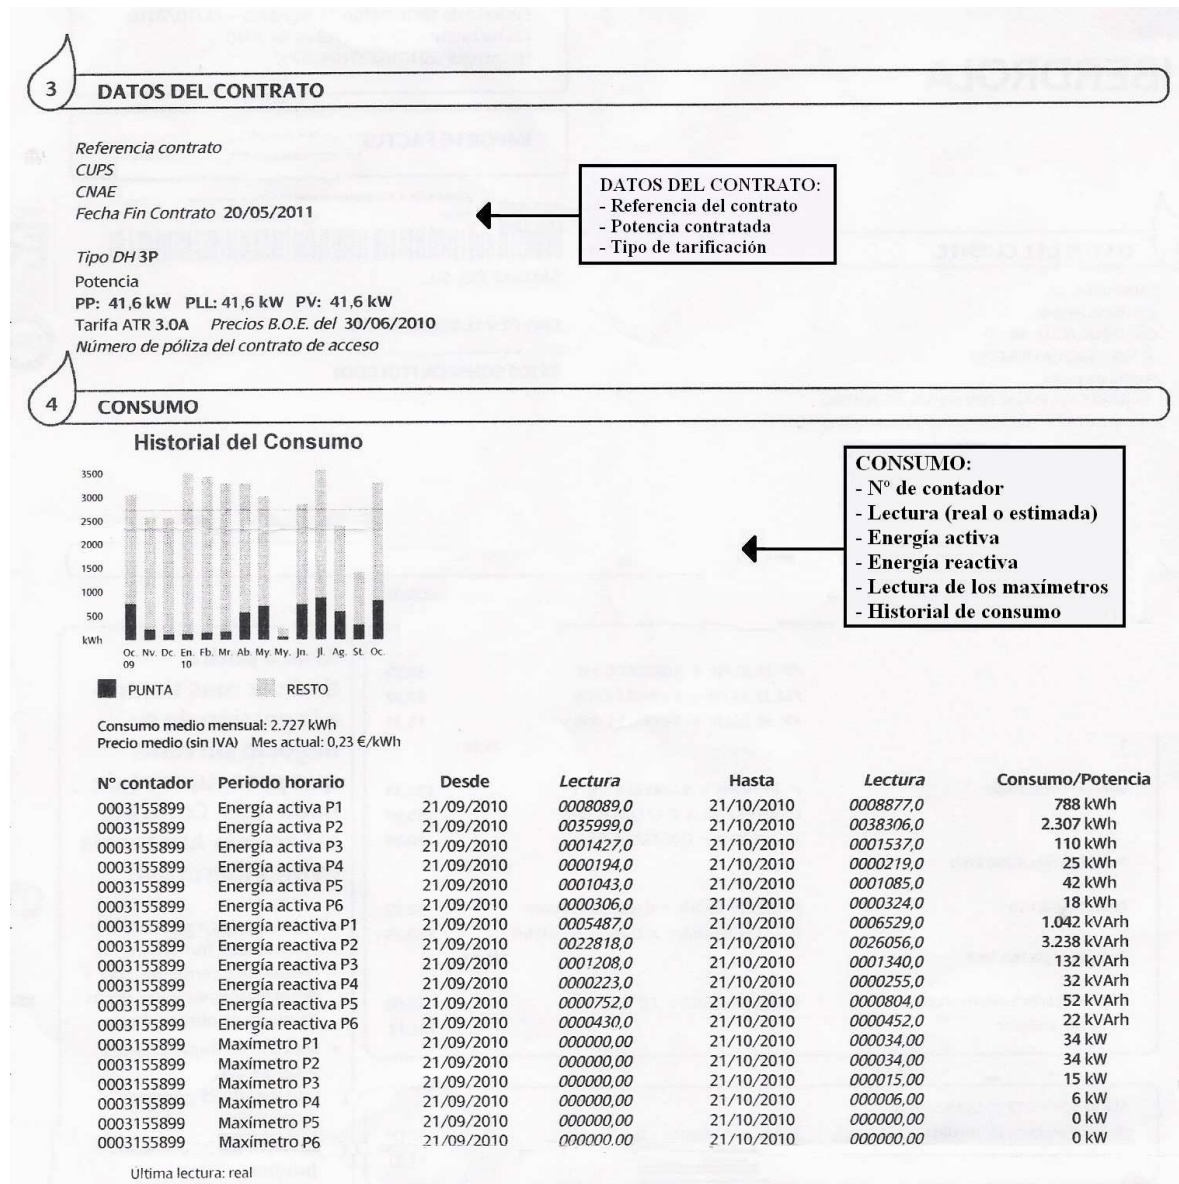 3 DATOS DEL CONTRATO
Referencia contrato
CUPS
CNAE
Fecha Fin Contrato 20/05/2011
Tipo DH 3P
Potencia
PP: 41,6 kW PLL: 41,6 kW PV: 41,6 kW
Tarifa ATR 3.0A Precios B.O.E. del 30/06/2010
Número de póliza del contrato de acceso
DATOS DEL CONTRATO:
- Referencia del contrato
- Potencia contratada
- Tipo de tarificación
4 CONSUMO
Historial del Consumo
3500
3000
2500
2000
1500
1000
500
kWh
Oc. Nv. Dc. En. Fb. Mr. Ab. My. My. Jn. Jl. Ag. St. Oc.
09 10
PUNTA RESTO
Consumo medio mensual: 2.727 kWh
Precio medio (sin IVA) Mes actual: 0,23 €/kWh
CONSUMO:
- Nº de contador
- Lectura (real o estimada)
- Energía activa
- Energía reactiva
- Lectura de los maxímetros
- Historial de consumo
Nº contador Periodo horario Desde Lectura Hasta Lectura Consumo/Potencia
0003155899 Energía activa P1 21/09/2010 0008089,0 21/10/2010 0008877,0 788 kWh
0003155899 Energía activa P2 21/09/2010 0035999,0 21/10/2010 0038306,0 2.307 kWh
0003155899 Energía activa P3 21/09/2010 0001427,0 21/10/2010 0001537,0 110 kWh
0003155899 Energía activa P4 21/09/2010 0000194,0 21/10/2010 0000219,0 25 kWh
0003155899 Energía activa P5 21/09/2010 0001043,0 21/10/2010 0001085,0 42 kWh
0003155899 Energía activa P6 21/09/2010 0000306,0 21/10/2010 0000324,0 18 kWh
0003155899 Energía reactiva P1 21/09/2010 0005487,0 21/10/2010 0006529,0 1.042 kVArh
0003155899 Energía reactiva P2 21/09/2010 0022818,0 21/10/2010 0026056,0 3.238 kVArh
0003155899 Energía reactiva P3 21/09/2010 0001208,0 21/10/2010 0001340,0 132 kVArh
0003155899 Energía reactiva P4 21/09/2010 0000223,0 21/10/2010 0000255,0 32 kVArh
0003155899 Energía reactiva P5 21/09/2010 0000752,0 21/10/2010 0000804,0 52 kVArh
0003155899 Energía reactiva P6 21/09/2010 0000430,0 21/10/2010 0000452,0 22 kVArh
0003155899 Maxímetro P1 21/09/2010 000000,00 21/10/2010 000034,00 34 kW
0003155899 Maxímetro P2 21/09/2010 000000,00 21/10/2010 000034,00 34 kW
0003155899 Maxímetro P3 21/09/2010 000000,00 21/10/2010 000015,00 15 kW
0003155899 Maxímetro P4 21/09/2010 000000,00 21/10/2010 000006,00 6 kW
0003155899 Maxímetro P5 21/09/2010 000000,00 21/10/2010 000000,00 0 kW
0003155899 Maxímetro P6 21/09/2010 000000,00 21/10/2010 000000,00 0 kW
Última lectura: real